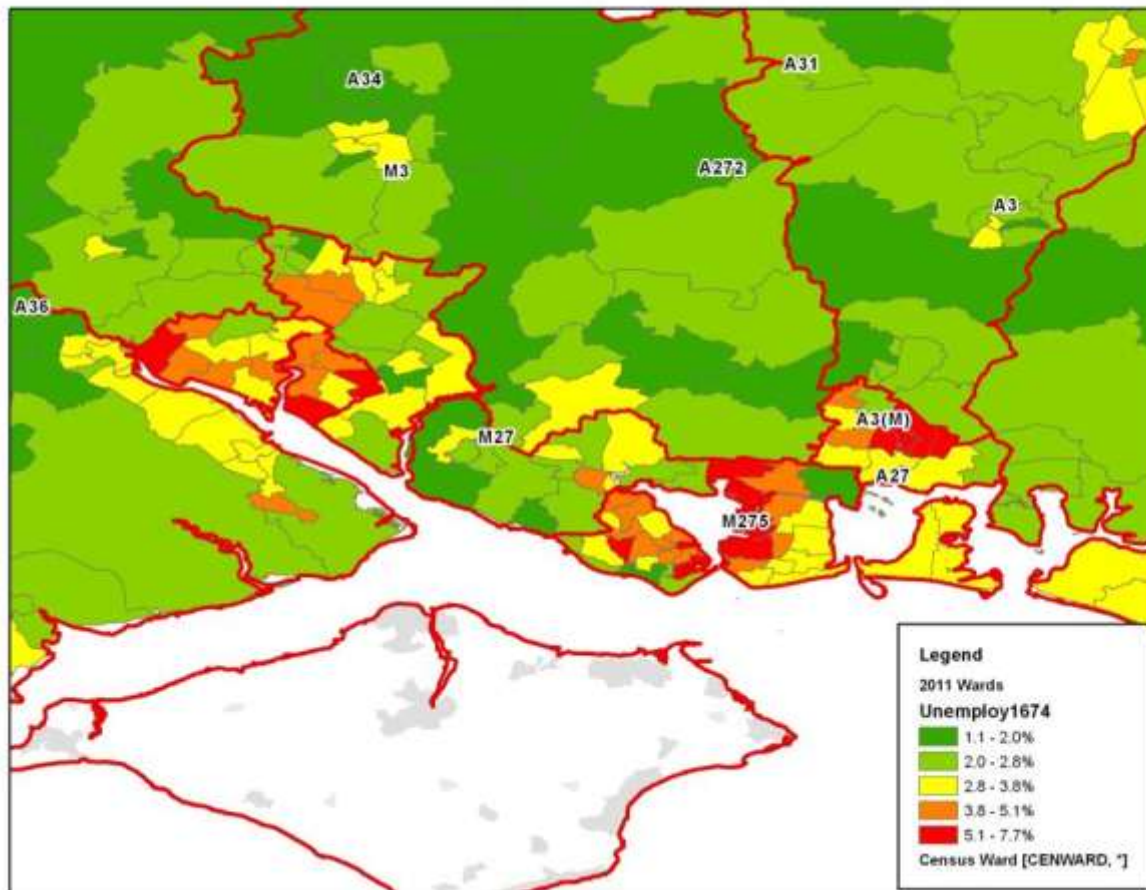 A34
A31
M3
A272
A3
A36
A3(M)
M27
A27
M275
Legend
2011 Wards
Unemploy1674
1.1 - 2.0%
2.0 - 2.8%
2.8 - 3.8%
3.8 - 5.1%
5.1 - 7.7%
Census Ward [CENWARD, *]